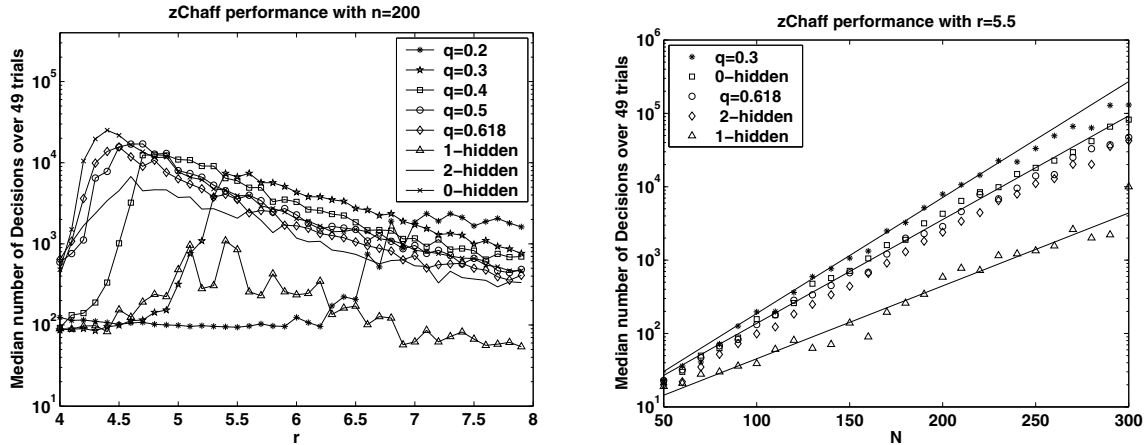 zChaff performance with n=200
Median number of Decisions over 49 trials
10^5
10^4
10^3
10^2
10^1
4
4.5
5
5.5
6
6.5
7
7.5
8
r
q=0.2
q=0.3
q=0.4
q=0.5
q=0.618
1-hidden
2-hidden
0-hidden
zChaff performance with r=5.5
Median number of Decisions over 49 trials
10^6
10^5
10^4
10^3
10^2
10^1
50
100
150
200
250
300
N
q=0.3
0-hidden
q=0.618
2-hidden
1-hidden